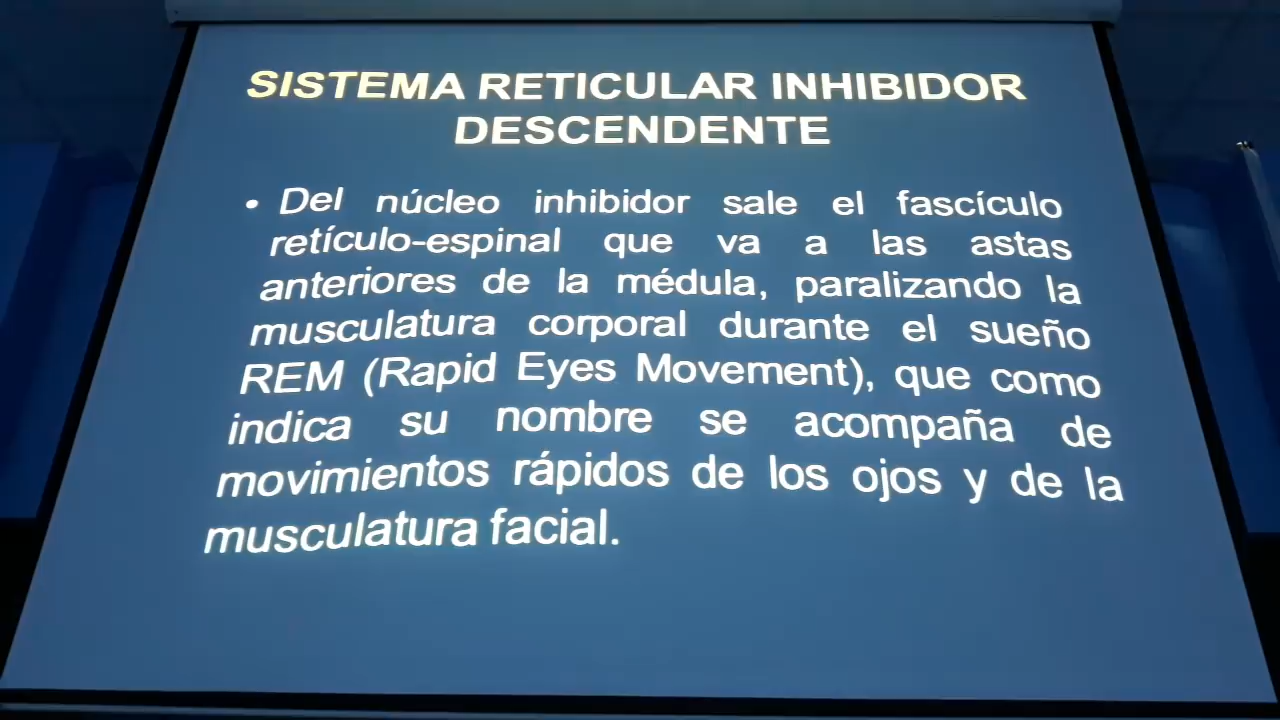 SISTEMA RETICULAR INHIBIDOR
DESCENDENTE
• Del núcleo inhibidor sale el fascículo
retículo-espinal que va a las astas
anteriores de la médula, paralizando la
musculatura corporal durante el sueño
REM (Rapid Eyes Movement), que como
indica su nombre se acompaña de
movimientos rápidos de los ojos y de la
musculatura facial.